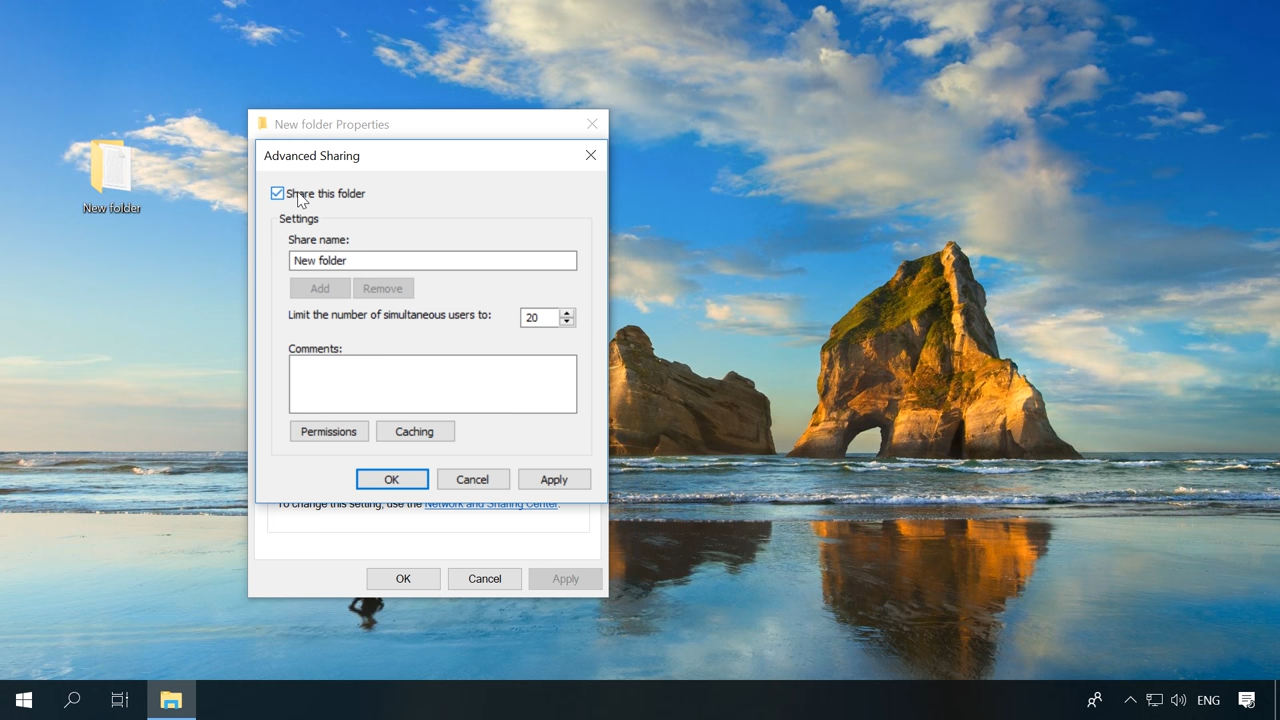 New folder Properties
Advanced Sharing
Share this folder
Settings
Share name:
New folder
Add Remove
Limit the number of simultaneous users to: 20
Comments:
Permissions Caching
OK Cancel Apply
To change this setting, use the Network and Sharing Center.
OK Cancel Apply
New folder
ENG